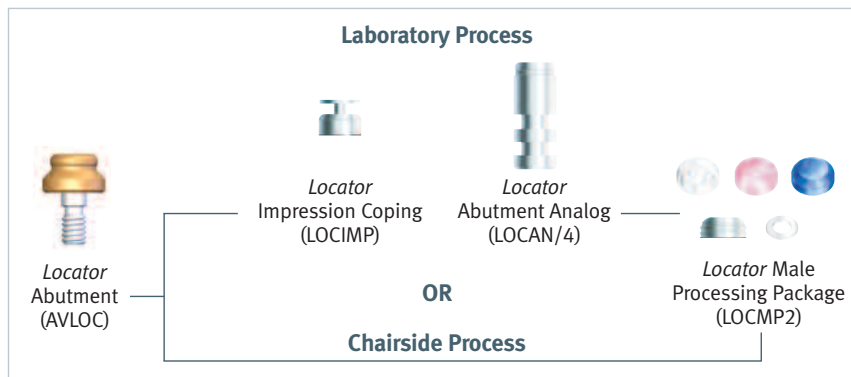 Laboratory Process
Locator
Impression Coping
(LOCIMP)
Locator
Abutment Analog
(LOCAN/4)
Locator
Abutment
(AVLOC)
OR
Locator Male
Processing Package
(LOCMP2)
Chairside Process